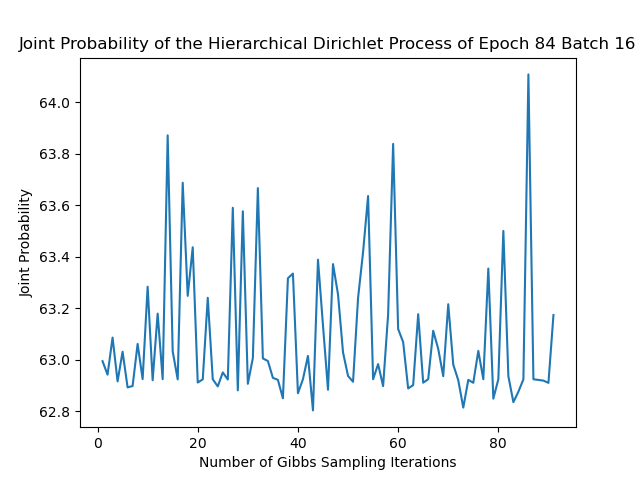 Joint Probability of the Hierarchical Dirichlet Process of Epoch 84 Batch 16
64.0
63.8
63.6
63.4
63.2
63.0
62.8
Joint Probability
0 20 40 60 80
Number of Gibbs Sampling Iterations